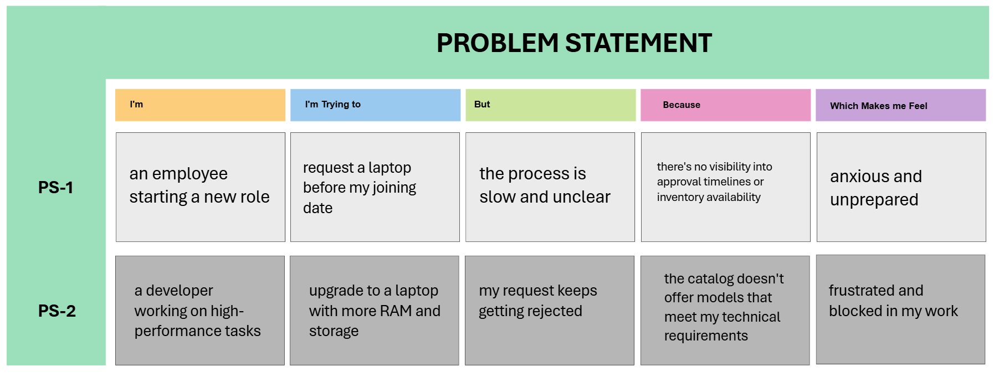 PROBLEM STATEMENT
I'm
I'm Trying to
But
Because
Which Makes me Feel
PS-1
an employee
starting a new role
request a laptop
before my joining
date
the process is
slow and unclear
there's no visibility into
approval timelines or
inventory availability
anxious and
unprepared
PS-2
a developer
working on high-
performance tasks
upgrade to a laptop
with more RAM and
storage
my request keeps
getting rejected
the catalog doesn't
offer models that
meet my technical
requirements
frustrated and
blocked in my work